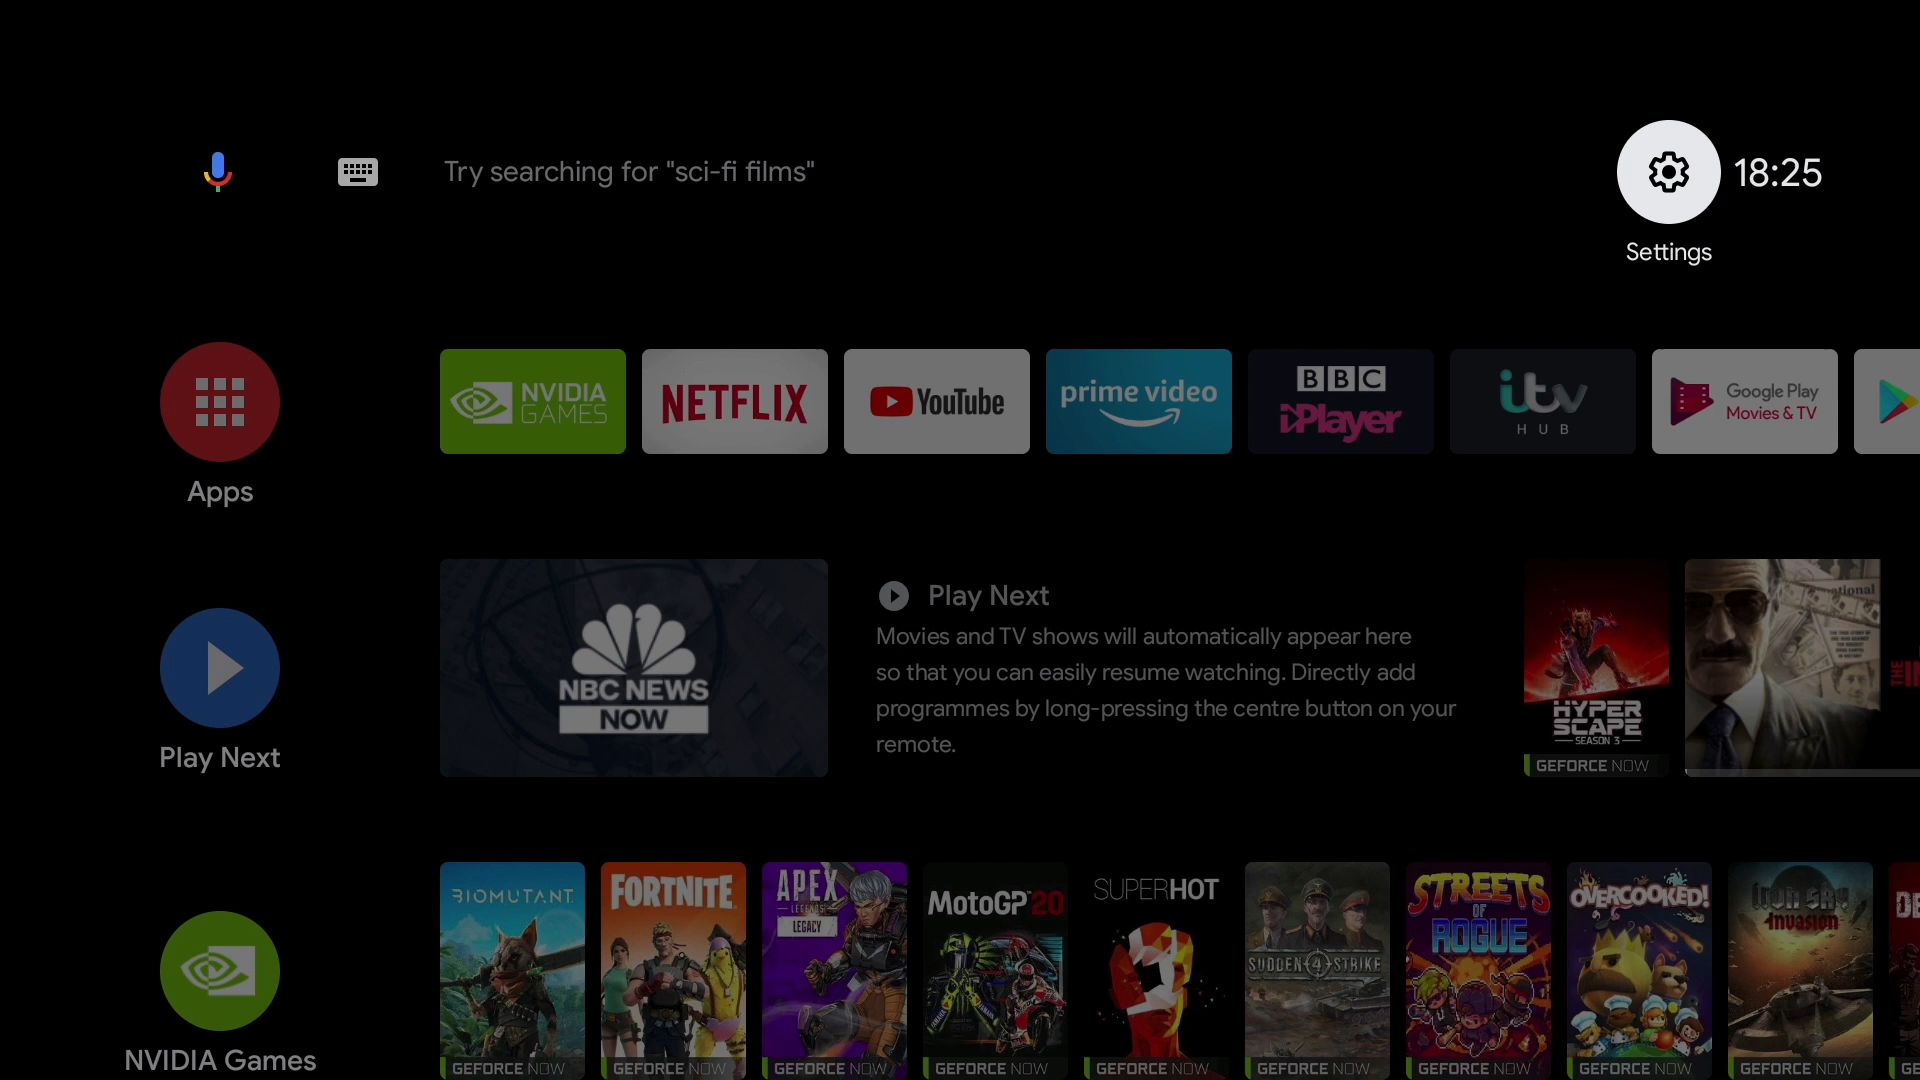 Try searching for "sci-fi films"
18:25
Settings
Apps
NVIDIA
GAMES
NETFLIX
YouTube
prime video
BBC
iPlayer
itv
HUB
Google Play
Movies & TV
Play Next
NBC NEWS
NOW
Play Next
Movies and TV shows will automatically appear here
so that you can easily resume watching. Directly add
programmes by long-pressing the centre button on your
remote.
HYPER
SCAPE
SEASON 3
GEFORCE NOW
NVIDIA Games
BIOMUTANT
GEFORCE NOW
FORTNITE
GEFORCE NOW
APEX
LEGENDS
LEGACY
GEFORCE NOW
MotoGP 20
GEFORCE NOW
SUPERHOT
GEFORCE NOW
SUDDEN 4 STRIKE
GEFORCE NOW
STREETS
OF
ROGUE
GEFORCE NOW
OVERCOOKED!
GEFORCE NOW
Iron Sky
Invasion
GEFORCE NOW